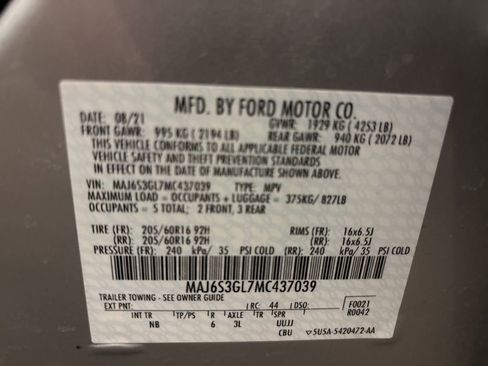 MFD. BY FORD MOTOR CO.
DATE: 08/21 GVWR: 1929 KG ( 4253 LB)
FRONT GAWR: 995 KG ( 2194 LB) REAR GAWR: 940 KG ( 2072 LB)
THIS VEHICLE CONFORMS TO ALL APPLICABLE FEDERAL MOTOR
VEHICLE SAFETY AND THEFT PREVENTION STANDARDS
IN EFFECT ON THE DATE OF MANUFACTURE SHOWN ABOVE.
VIN: MAJ6S3GL7MC437039 TYPE: MPV
MAXIMUM LOAD = OCCUPANTS + LUGGAGE = 375KG/ 827LB
OCCUPANTS = 5 TOTAL; 2 FRONT, 3 REAR
TIRE (FR): 205/60R16 92H RIMS (FR): 16x6.5J
(RR): 205/60R16 92H (RR): 16x6.5J
PRESSURE (FR): 240 kPa/ 35 PSI COLD (RR): 240 kPa/ 35 PSI COLD
MAJ6S3GL7MC437039
TRAILER TOWING - SEE OWNER GUIDE
EXT PNT: RC: 44 DSO: F0021
R0042
INT TR TP/PS R AXLE TR SPR
NB 6 3L UUJJ
CBU 5U5A-5420472-AA